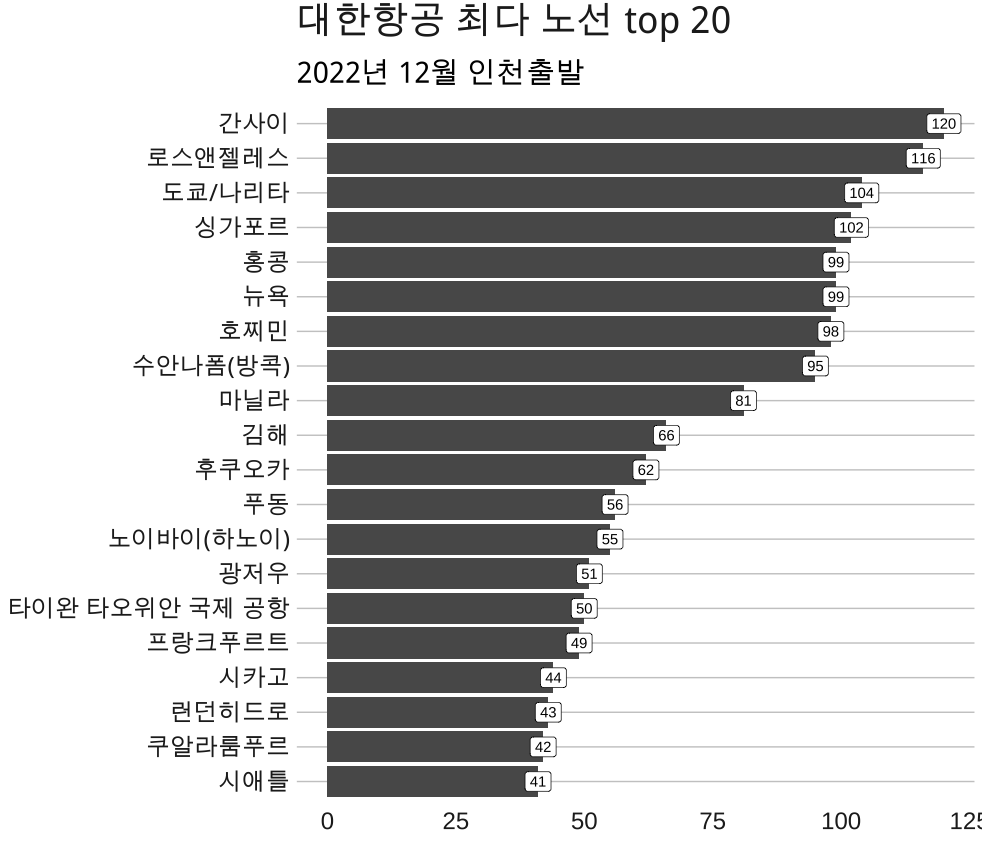 대한항공 최다 노선 top 20
2022년 12월 인천출발
간사이 120
로스앤젤레스 116
도쿄/나리타 104
싱가포르 102
홍콩 99
뉴욕 99
호찌민 98
수안나폼(방콕) 95
마닐라 81
김해 66
후쿠오카 62
푸동 56
노이바이(하노이) 55
광저우 51
타이완 타오위안 국제 공항 50
프랑크푸르트 49
시카고 44
런던히드로 43
쿠알라룸푸르 42
시애틀 41
0 25 50 75 100 125